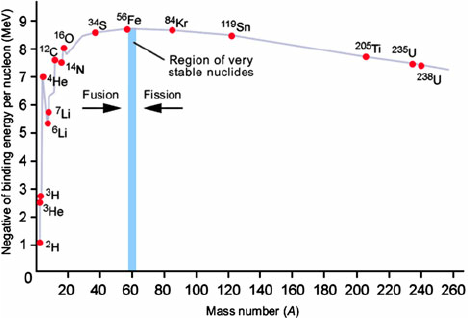 Negative of binding energy per nucleon (MeV)
9
8
7
6
5
4
3
2
1
0
¹⁶O
³⁴S
⁵⁶Fe
⁸⁴Kr
¹¹⁹Sn
¹²C
¹⁴N
⁴He
⁷Li
⁶Li
³H
³He
²H
Region of very
stable nuclides
Fusion
Fission
²⁰⁵Ti
²³⁵U
²³⁸U
20 40 60 80 100 120 140 160 180 200 220 240 260
Mass number (A)